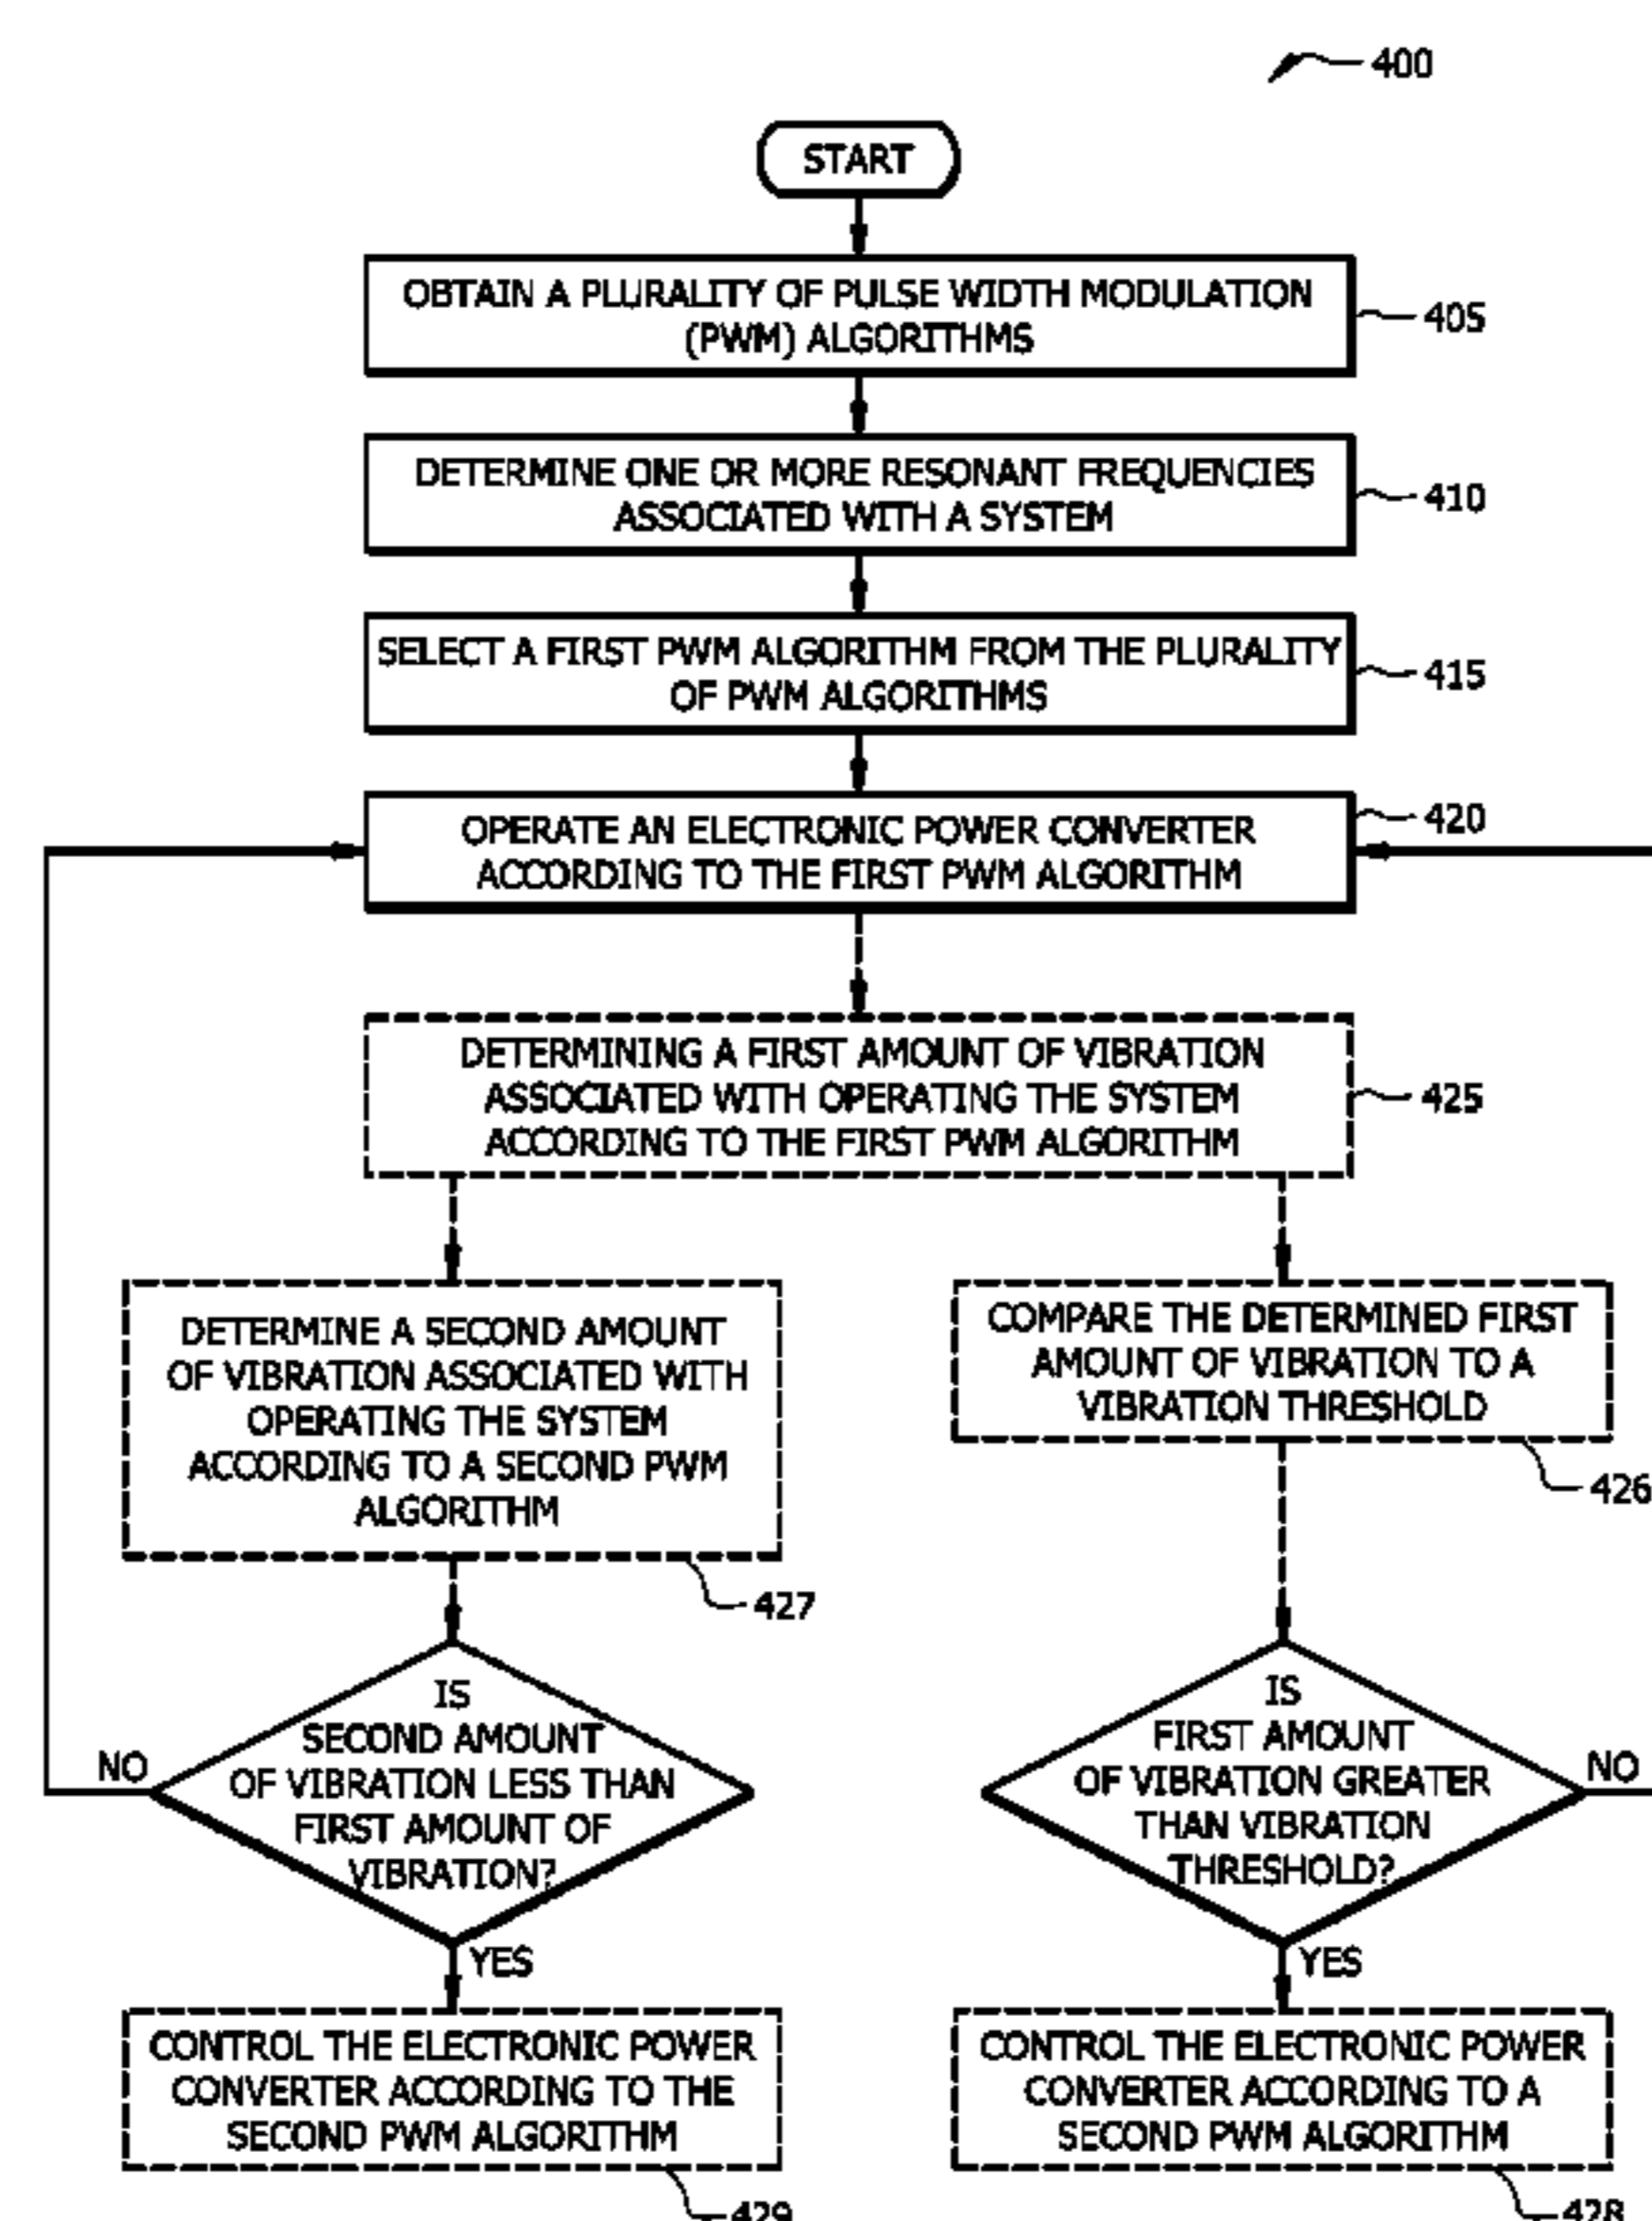 400
START
OBTAIN A PLURALITY OF PULSE WIDTH MODULATION
(PWM) ALGORITHMS
405
DETERMINE ONE OR MORE RESONANT FREQUENCIES
ASSOCIATED WITH A SYSTEM
410
SELECT A FIRST PWM ALGORITHM FROM THE PLURALITY
OF PWM ALGORITHMS
415
OPERATE AN ELECTRONIC POWER CONVERTER
ACCORDING TO THE FIRST PWM ALGORITHM
420
DETERMINING A FIRST AMOUNT OF VIBRATION
ASSOCIATED WITH OPERATING THE SYSTEM
ACCORDING TO THE FIRST PWM ALGORITHM
425
DETERMINE A SECOND AMOUNT
OF VIBRATION ASSOCIATED WITH
OPERATING THE SYSTEM
ACCORDING TO A SECOND PWM
ALGORITHM
427
COMPARE THE DETERMINED FIRST
AMOUNT OF VIBRATION TO A
VIBRATION THRESHOLD
426
IS
SECOND AMOUNT
OF VIBRATION LESS THAN
FIRST AMOUNT OF
VIBRATION?
NO
YES
IS
FIRST AMOUNT
OF VIBRATION GREATER
THAN VIBRATION
THRESHOLD?
NO
YES
CONTROL THE ELECTRONIC POWER
CONVERTER ACCORDING TO THE
SECOND PWM ALGORITHM
429
CONTROL THE ELECTRONIC POWER
CONVERTER ACCORDING TO A
SECOND PWM ALGORITHM
428